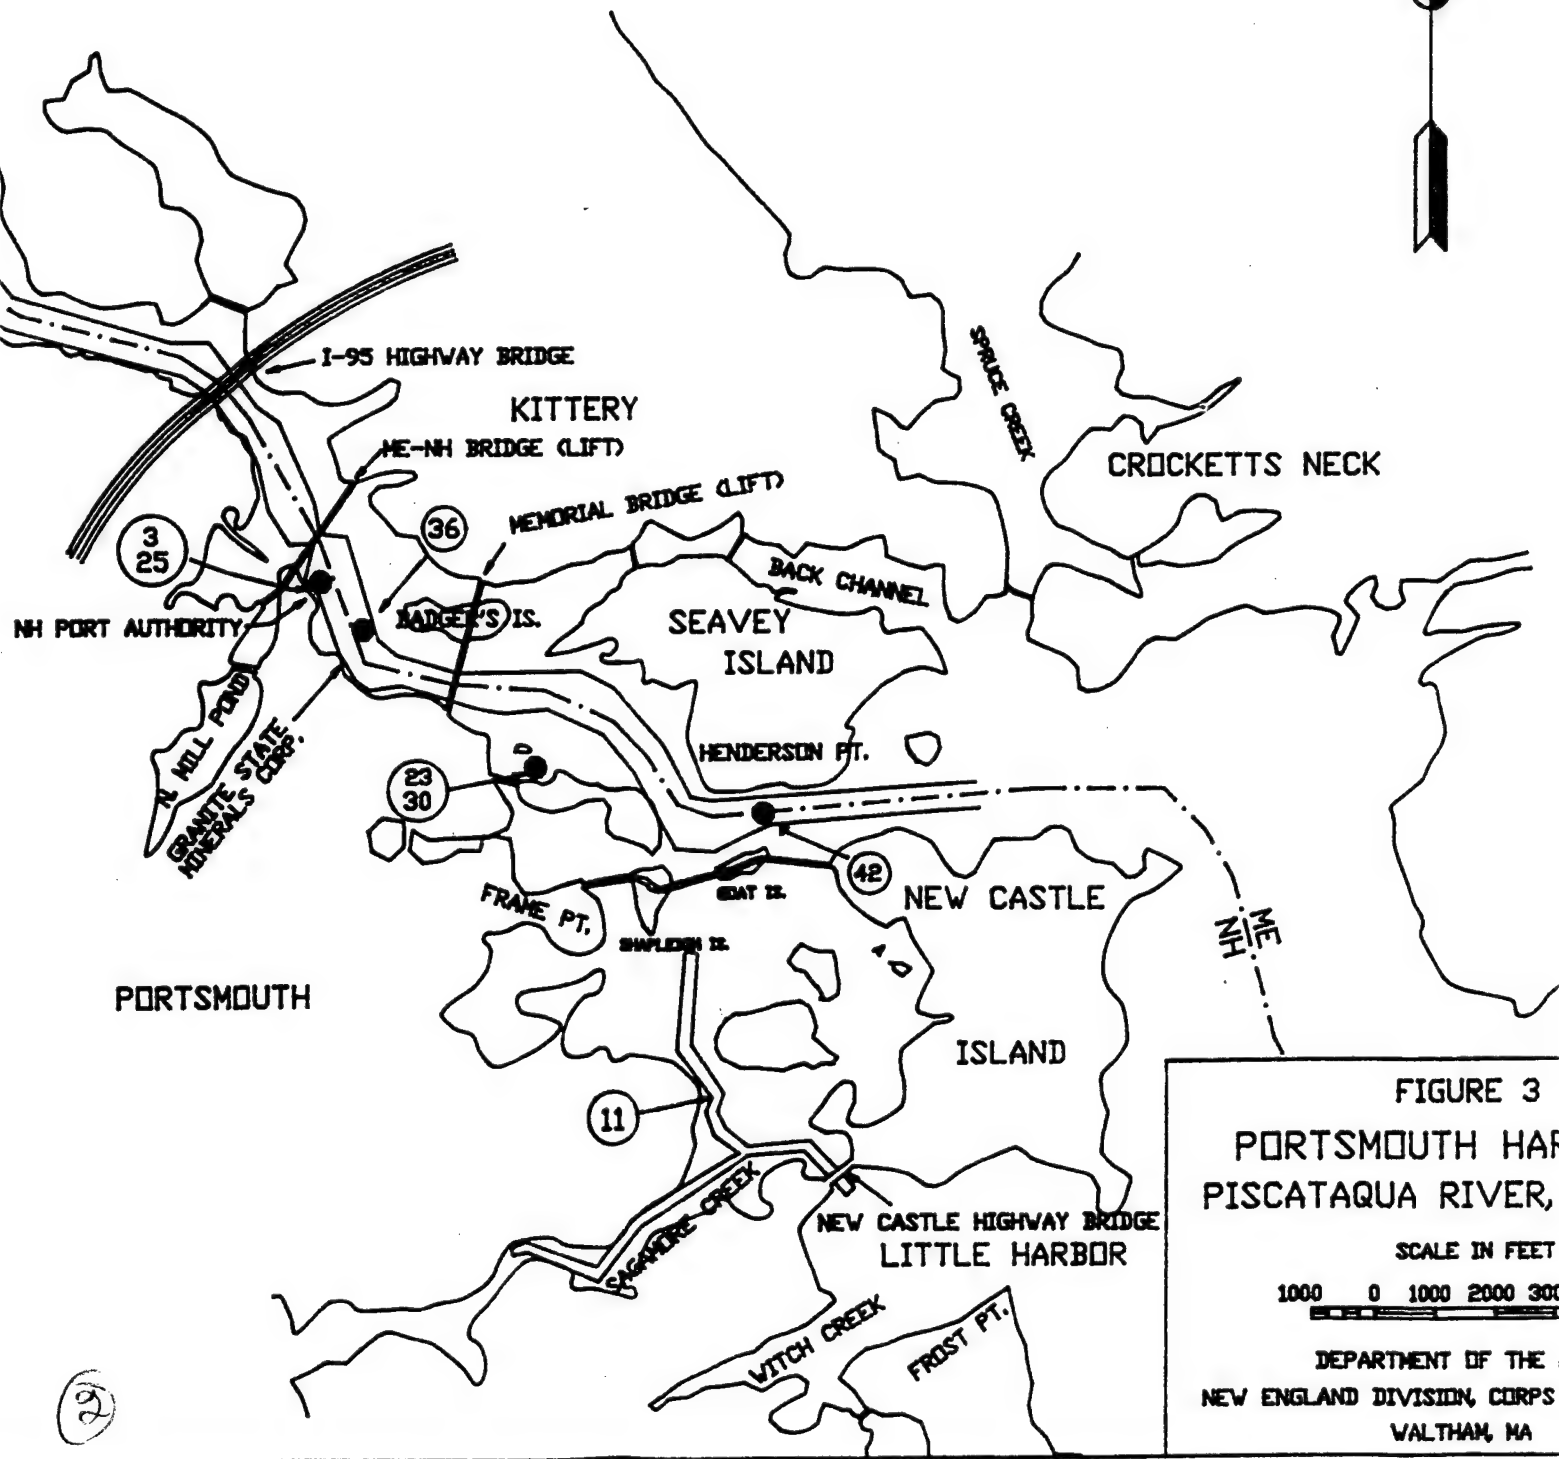 I-95 HIGHWAY BRIDGE
KITTERY
ME-NH BRIDGE (LIFT)
SPRUCE CREEK
CROCKETTS NECK
MEMORIAL BRIDGE (LIFT)
36
3
25
BACK CHANNEL
NH PORT AUTHORITY
BADGER'S IS.
SEAVEY
ISLAND
N. MILL POND
GRANITE STATE
MINERALS CORP.
HENDERSON PT.
23
30
42
GOAT IS.
NEW CASTLE
FRAME PT.
SHAPLEIGH IS.
ME
NH
PORTSMOUTH
ISLAND
11
SAGAMORE CREEK
NEW CASTLE HIGHWAY BRIDGE
LITTLE HARBOR
WITCH CREEK
FROST PT.
FIGURE 3
PORTSMOUTH HAR
PISCATAQUA RIVER,
SCALE IN FEET
1000 0 1000 2000 300
DEPARTMENT OF THE
NEW ENGLAND DIVISION, CORPS
WALTHAM, MA
2